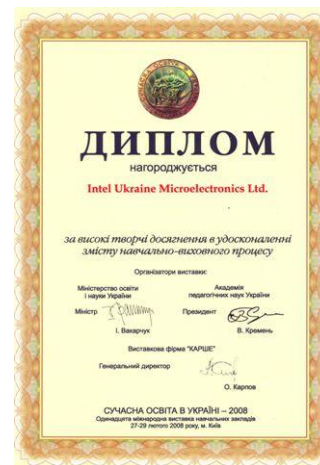 ДИПЛОМ
нагороджується
Intel Ukraine Microelectronics Ltd.
за високі творчі досягнення в удосконаленні
змісту навчально-виховного процесу
Організатори виставки:
Міністерство освіти
і науки України
Міністр
І. Вакарчук
Академія
педагогічних наук України
Президент
В. Кремень
Виставкова фірма "КАРШЕ"
Генеральний директор
О. Карпов
СУЧАСНА ОСВІТА В УКРАЇНІ – 2008
Одинадцята міжнародна виставка навчальних закладів
27-29 лютого 2008 року, м. Київ